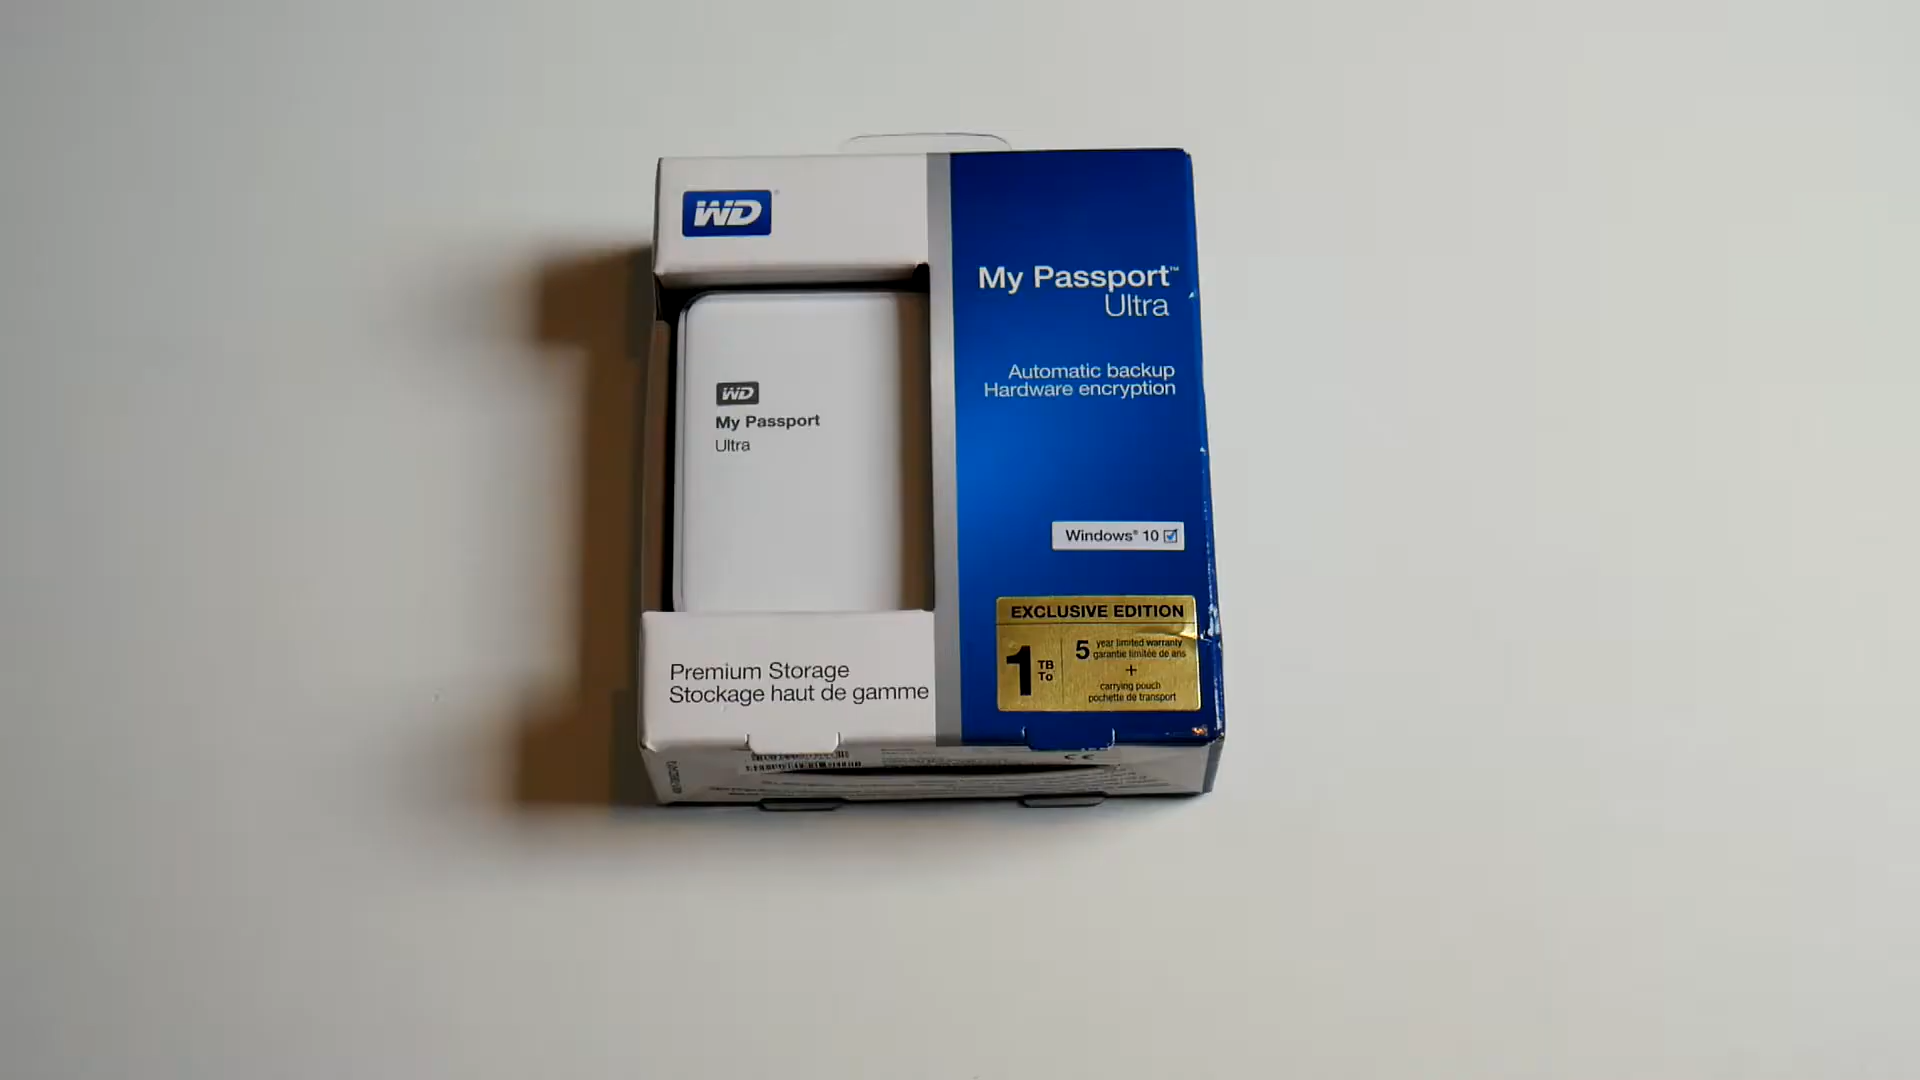 WD
My Passport™
Ultra
Automatic backup
Hardware encryption
WD
My Passport
Ultra
Windows® 10
EXCLUSIVE EDITION
1 TB
To
5 year limited warranty
garantie limitée de ans
+
carrying pouch
pochette de transport
Premium Storage
Stockage haut de gamme
CE